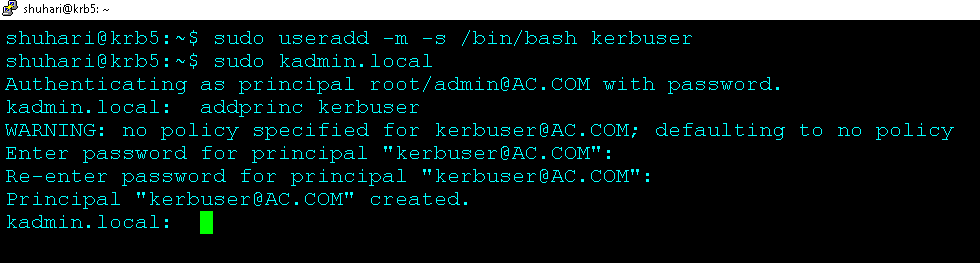 shuhari@krb5: ~
shuhari@krb5:~$ sudo useradd -m -s /bin/bash kerbuser
shuhari@krb5:~$ sudo kadmin.local
Authenticating as principal root/admin@AC.COM with password.
kadmin.local:  addprinc kerbuser
WARNING: no policy specified for kerbuser@AC.COM; defaulting to no policy
Enter password for principal "kerbuser@AC.COM":
Re-enter password for principal "kerbuser@AC.COM":
Principal "kerbuser@AC.COM" created.
kadmin.local: